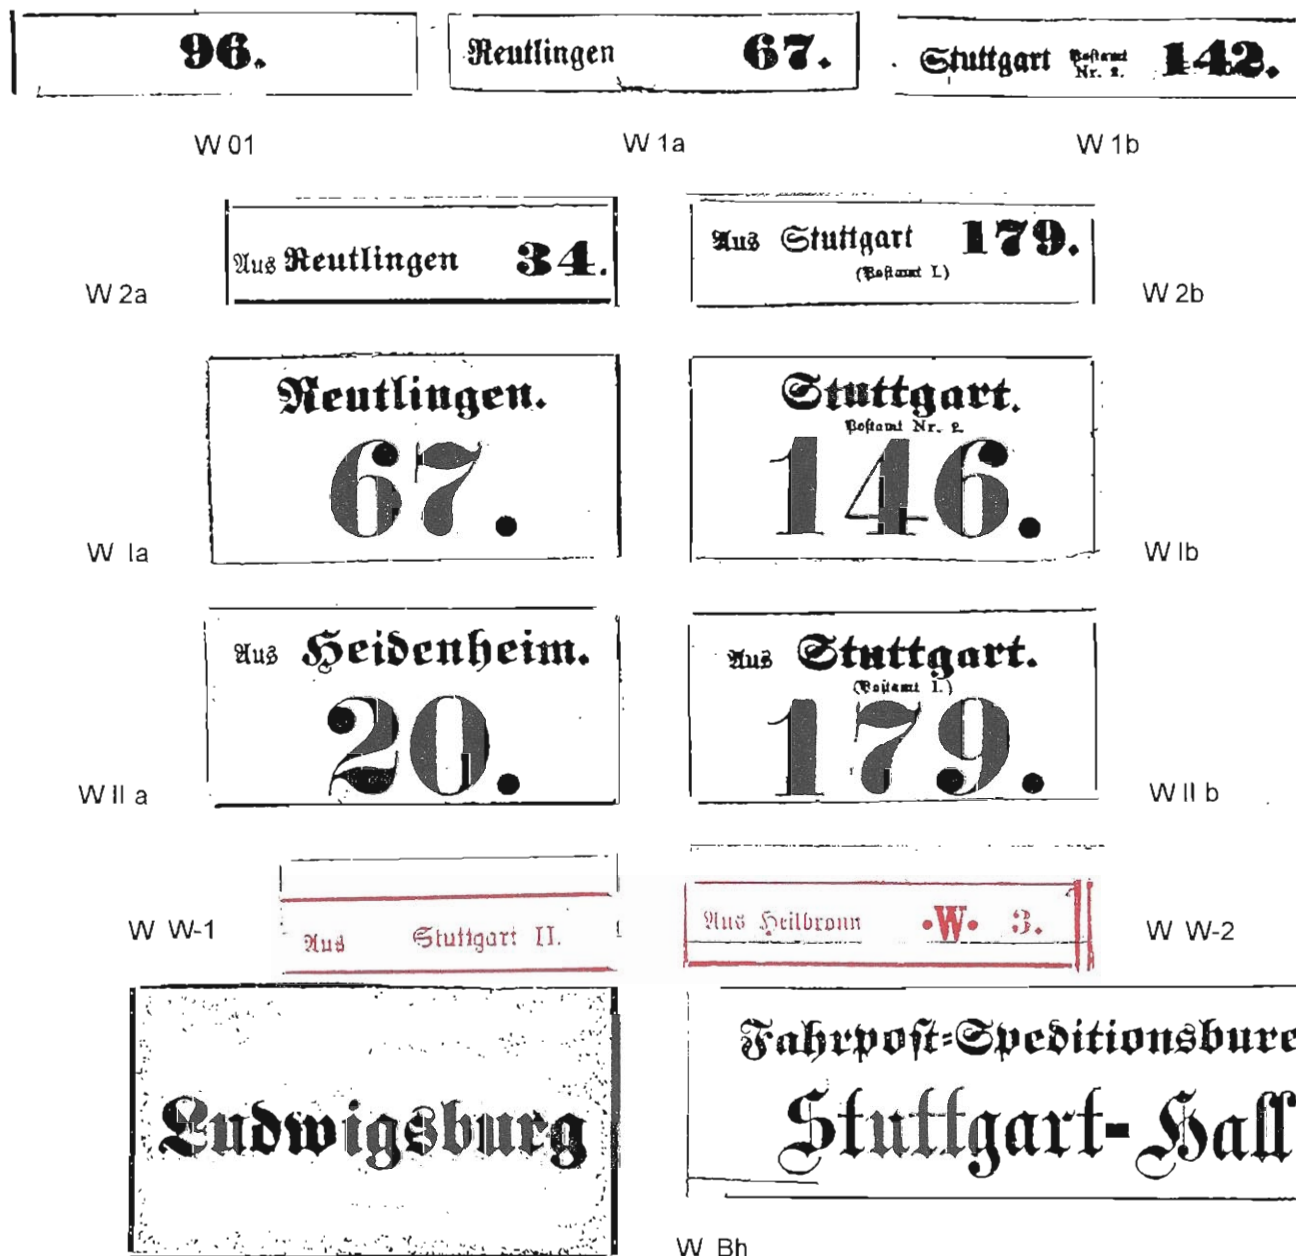 96.
Reutlingen 67.
Stuttgart Postamt Nr. 2. 142.
W 01
W 1a
W 1b
Aus Reutlingen 34.
Aus Stuttgart 179.
(Postamt I.)
W 2a
W 2b
Reutlingen.
67.
Stuttgart.
Postamt Nr. 2
146.
W Ia
W Ib
Aus Heidenheim.
20.
Aus Stuttgart.
(Postamt I.)
179.
W II a
W II b
W W-1
Aus Stuttgart II.
Aus Heilbronn •W• 3.
W W-2
Ludwigsburg
Fahrpost=Speditionsbure
Stuttgart-Hall
W Bh